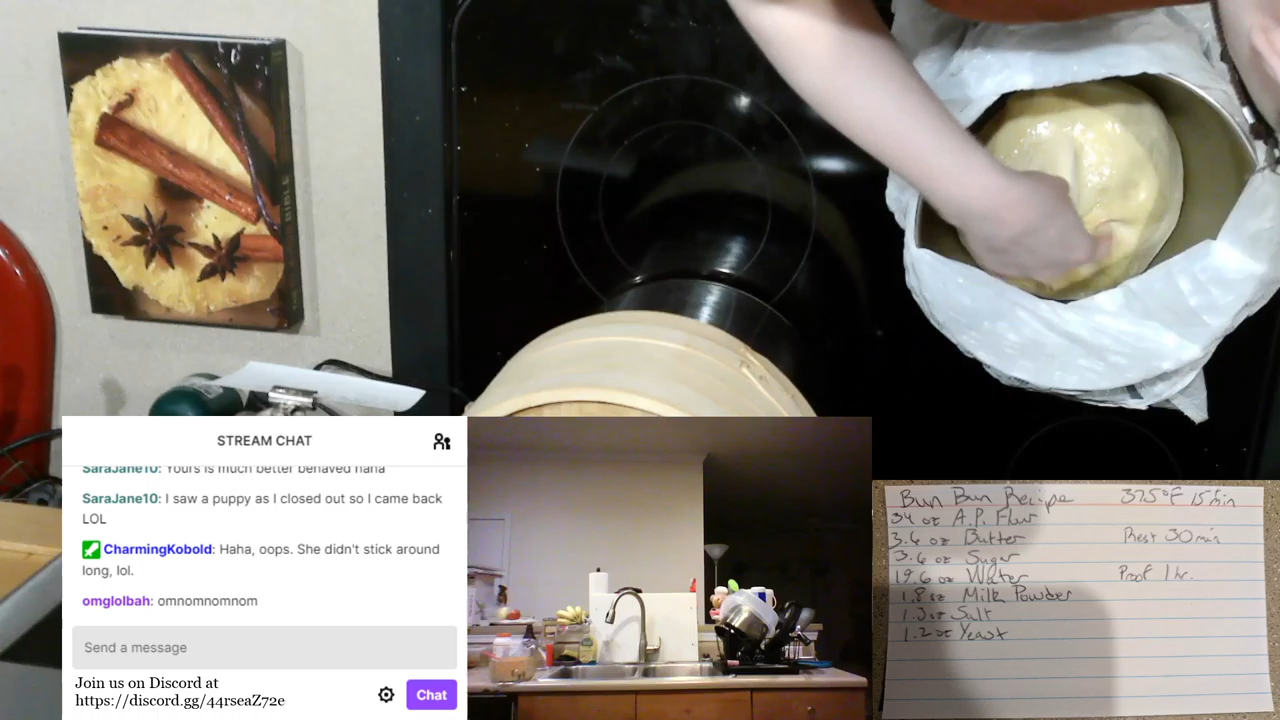 BIBLE
STREAM CHAT
SaraJane10: Yours is much better behaved haha
SaraJane10: I saw a puppy as I closed out so I came back
LOL
CharmingKobold: Haha, oops. She didn't stick around
long, lol.
omglolbah: omnomnomnom
Send a message
Join us on Discord at
https://discord.gg/44rseaZ72e
Chat
Bun Bun Recipe 375°F 15 min
34 oz A.P. Flour
3.6 oz Butter Rest 30 min
3.6 oz Sugar
19.6 oz Water Proof 1 hr.
1.8 oz Milk Powder
oz Salt
1.2 oz Yeast